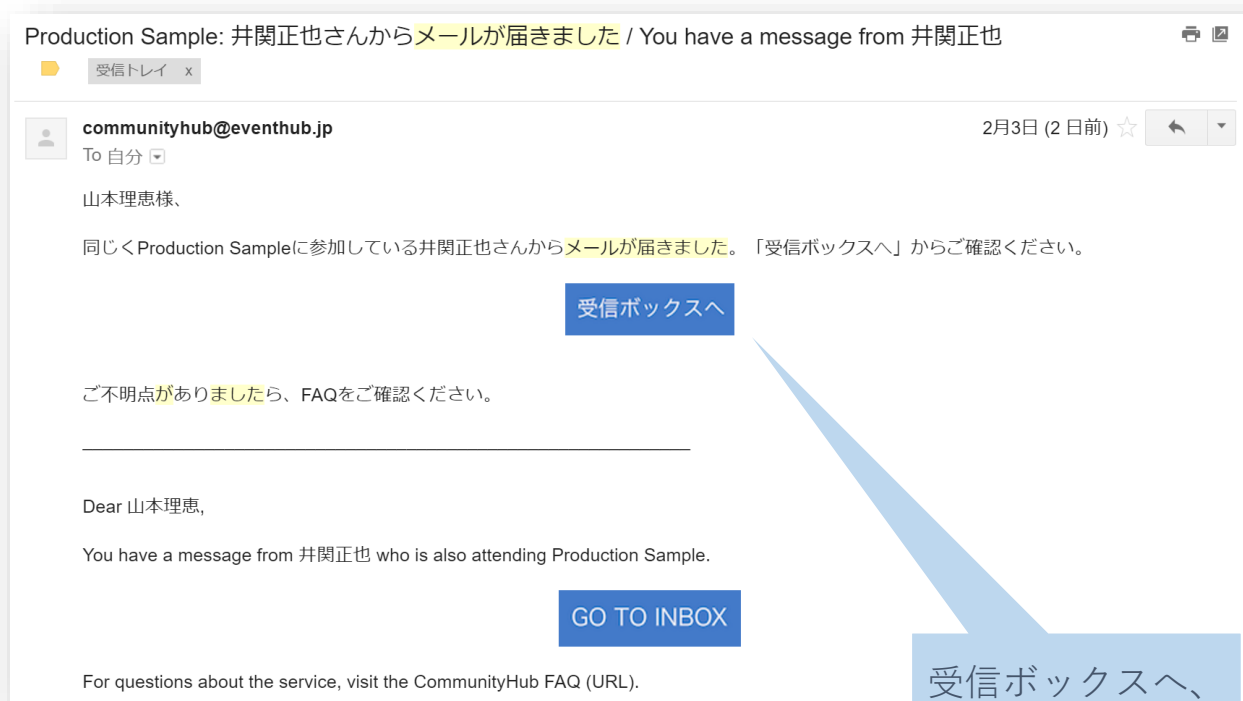 Production Sample: 井関正也さんからメールが届きました / You have a message from 井関正也
受信トレイ x
communityhub@eventhub.jp
2月3日 (2 日前)
To 自分
山本理恵様、
同じくProduction Sampleに参加している井関正也さんからメールが届きました。「受信ボックスへ」からご確認ください。
受信ボックスへ
ご不明点がありましたら、FAQをご確認ください。
Dear 山本理恵,
You have a message from 井関正也 who is also attending Production Sample.
GO TO INBOX
For questions about the service, visit the CommunityHub FAQ (URL).
受信ボックスへ、